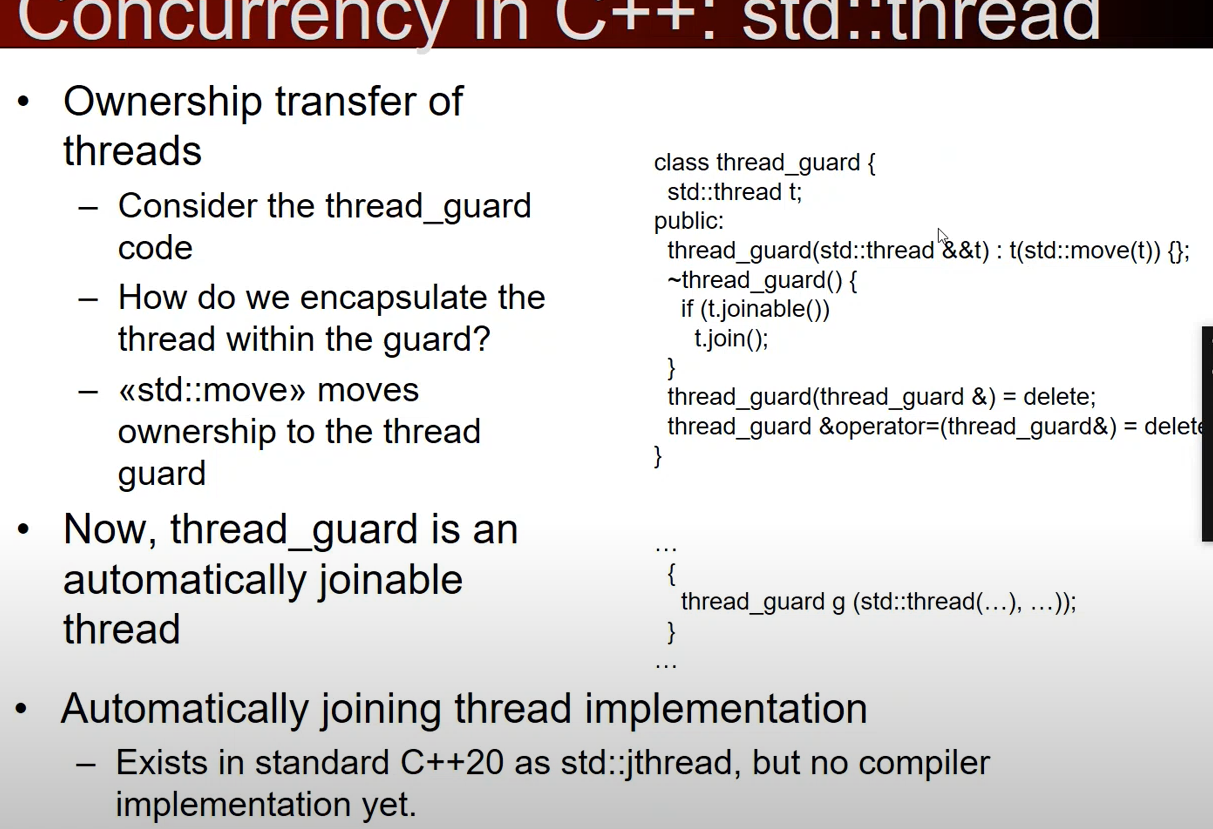 Concurrency in C++: std::thread
• Ownership transfer of
threads
– Consider the thread_guard
code
– How do we encapsulate the
thread within the guard?
– «std::move» moves
ownership to the thread
guard
• Now, thread_guard is an
automatically joinable
thread
class thread_guard {
std::thread t;
public:
thread_guard(std::thread &&t) : t(std::move(t)) {};
~thread_guard() {
if (t.joinable())
t.join();
}
thread_guard(thread_guard &) = delete;
thread_guard &operator=(thread_guard&) = delete
}
…
{
thread_guard g (std::thread(…), …));
}
…
• Automatically joining thread implementation
– Exists in standard C++20 as std::jthread, but no compiler
implementation yet.